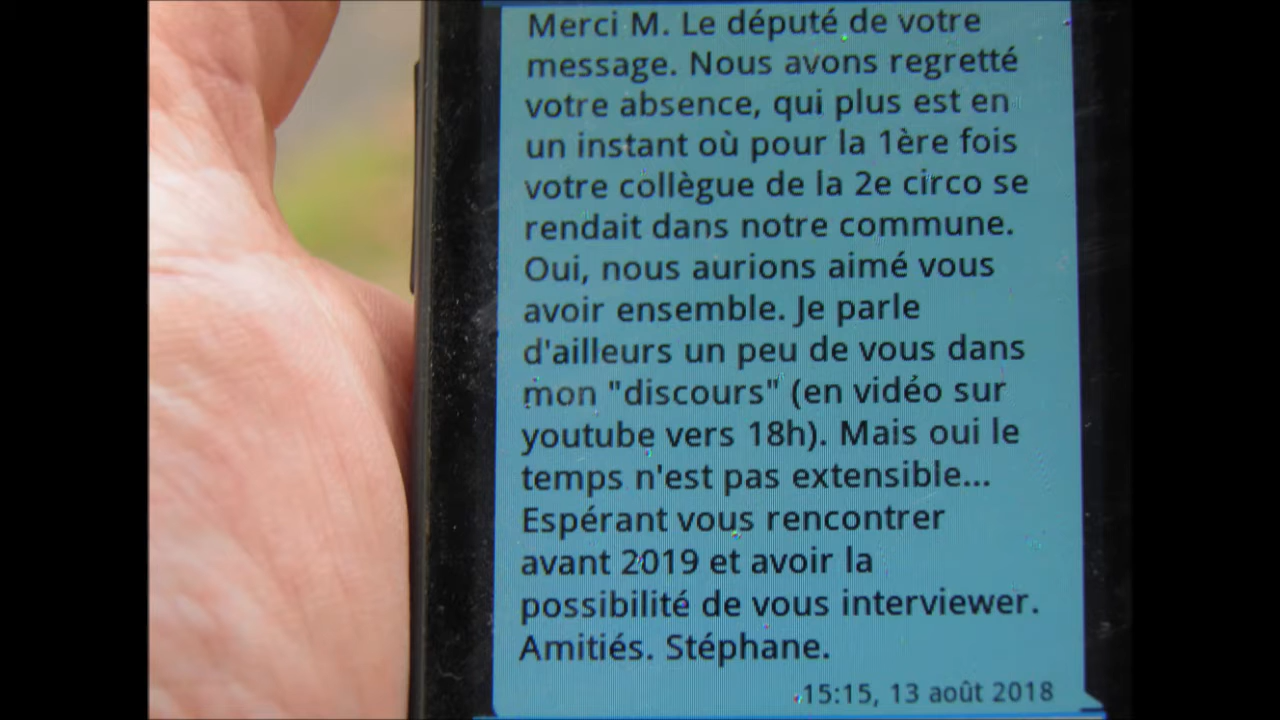 Merci M. Le député de votre
message. Nous avons regretté
votre absence, qui plus est en
un instant où pour la 1ère fois
votre collègue de la 2e circo se
rendait dans notre commune.
Oui, nous aurions aimé vous
avoir ensemble. Je parle
d'ailleurs un peu de vous dans
mon "discours" (en vidéo sur
youtube vers 18h). Mais oui le
temps n'est pas extensible...
Espérant vous rencontrer
avant 2019 et avoir la
possibilité de vous interviewer.
Amitiés. Stéphane.
15:15, 13 août 2018